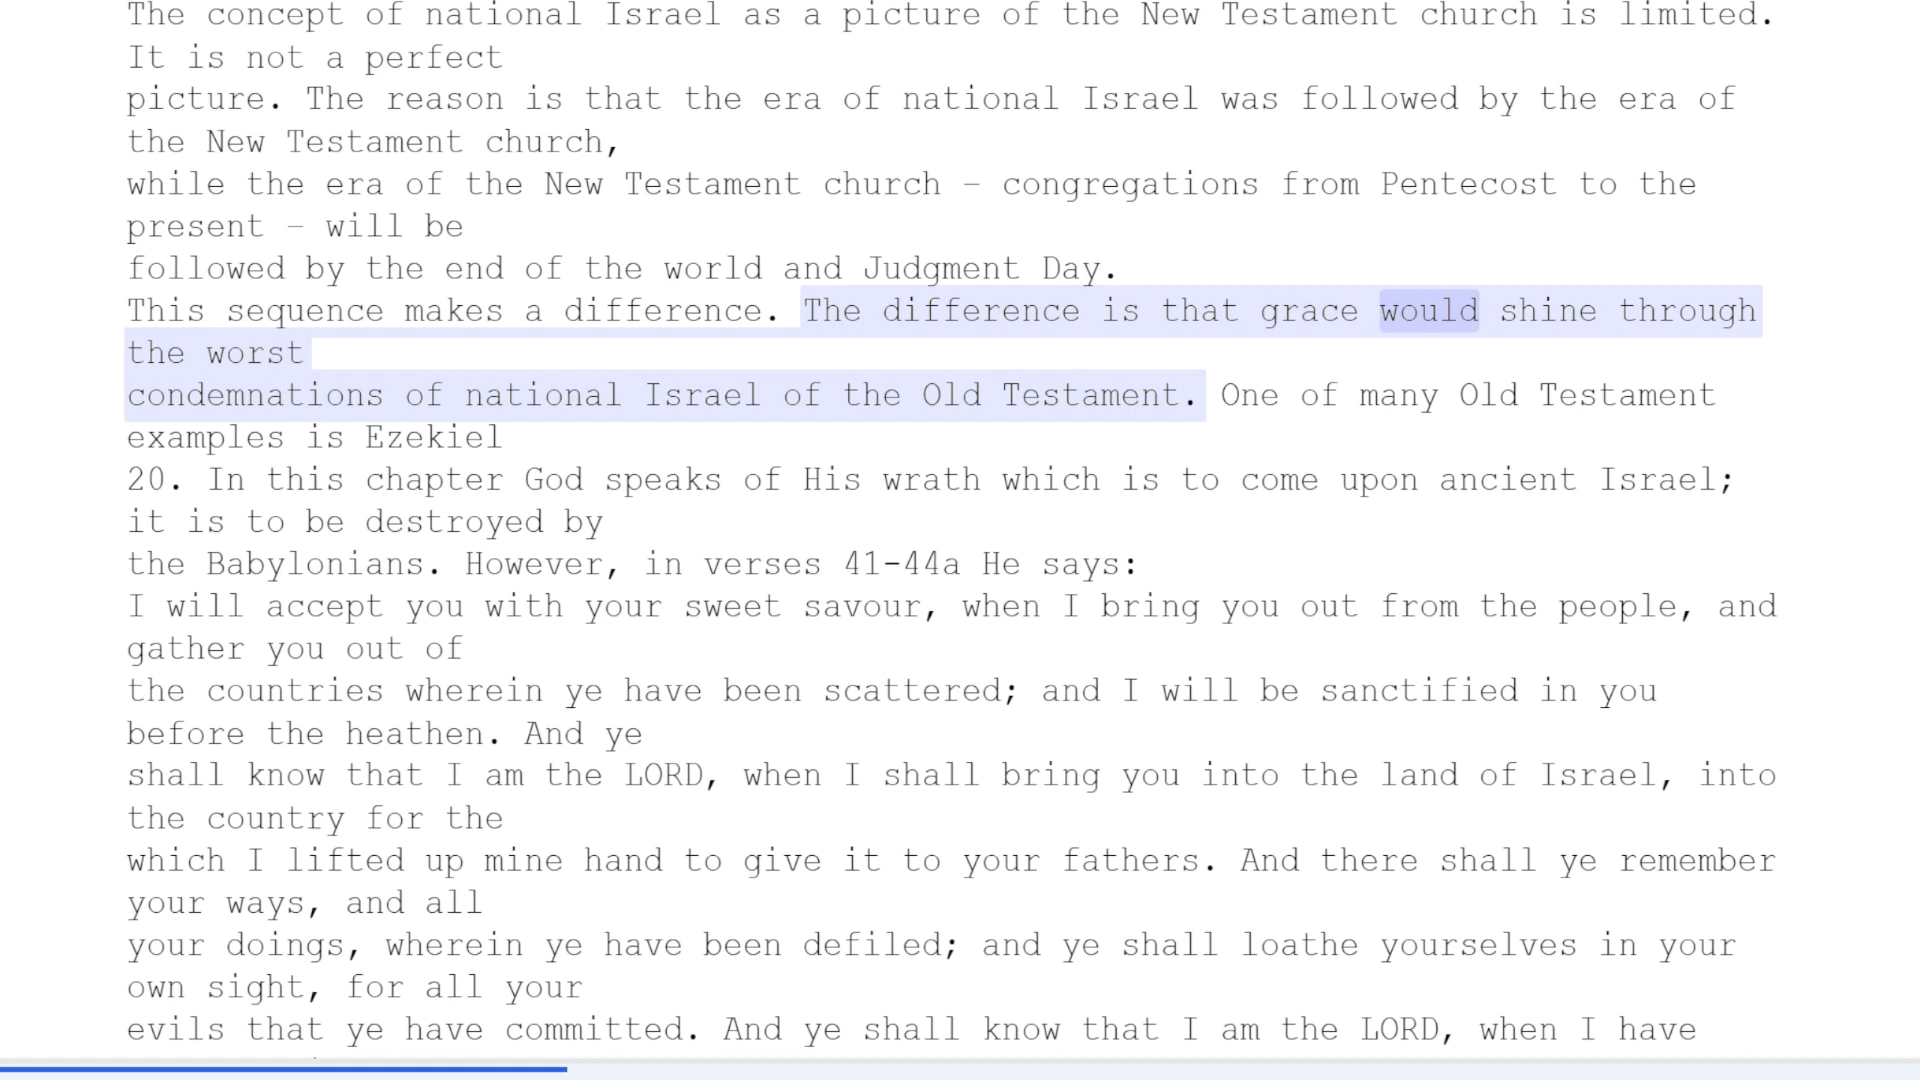 The concept of national Israel as a picture of the New Testament church is limited.
It is not a perfect
picture. The reason is that the era of national Israel was followed by the era of
the New Testament church,
while the era of the New Testament church – congregations from Pentecost to the
present – will be
followed by the end of the world and Judgment Day.
This sequence makes a difference. The difference is that grace would shine through
the worst
condemnations of national Israel of the Old Testament. One of many Old Testament
examples is Ezekiel
20. In this chapter God speaks of His wrath which is to come upon ancient Israel;
it is to be destroyed by
the Babylonians. However, in verses 41-44a He says:
I will accept you with your sweet savour, when I bring you out from the people, and
gather you out of
the countries wherein ye have been scattered; and I will be sanctified in you
before the heathen. And ye
shall know that I am the LORD, when I shall bring you into the land of Israel, into
the country for the
which I lifted up mine hand to give it to your fathers. And there shall ye remember
your ways, and all
your doings, wherein ye have been defiled; and ye shall loathe yourselves in your
own sight, for all your
evils that ye have committed. And ye shall know that I am the LORD, when I have